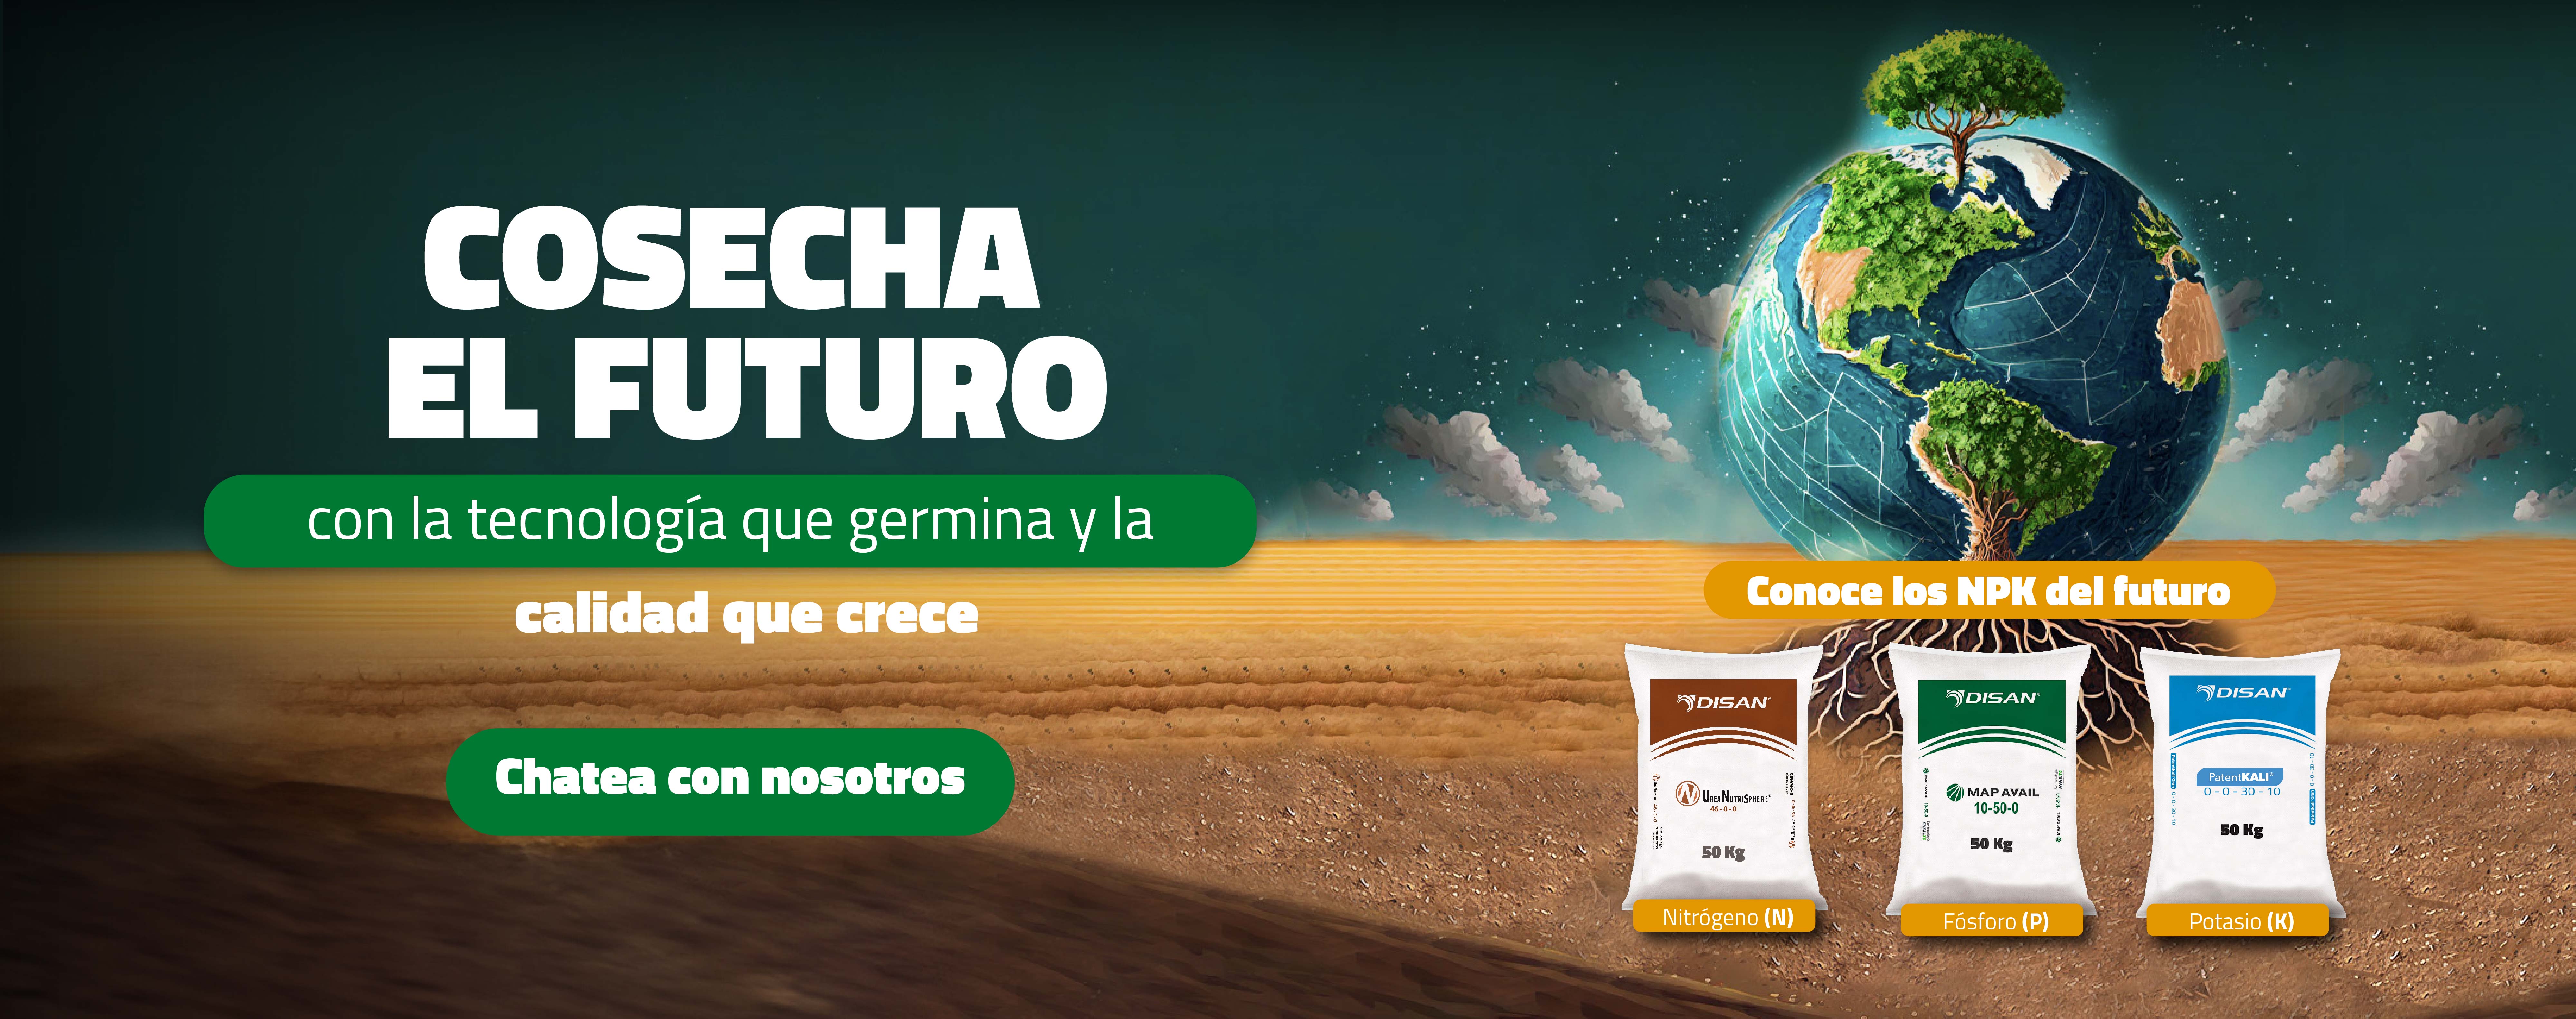 COSECHA
EL FUTURO
con la tecnología que germina y la
calidad que crece
Chatea con nosotros
Conoce los NPK del futuro
DISAN
UREA NUTRISPHERE
46 - 0 - 0
50 Kg
Nitrógeno (N)
DISAN
MAP AVAIL
10-50-0
50 Kg
Fósforo (P)
DISAN
PatentKALI®
0 - 0 - 30 - 10
50 Kg
Potasio (K)